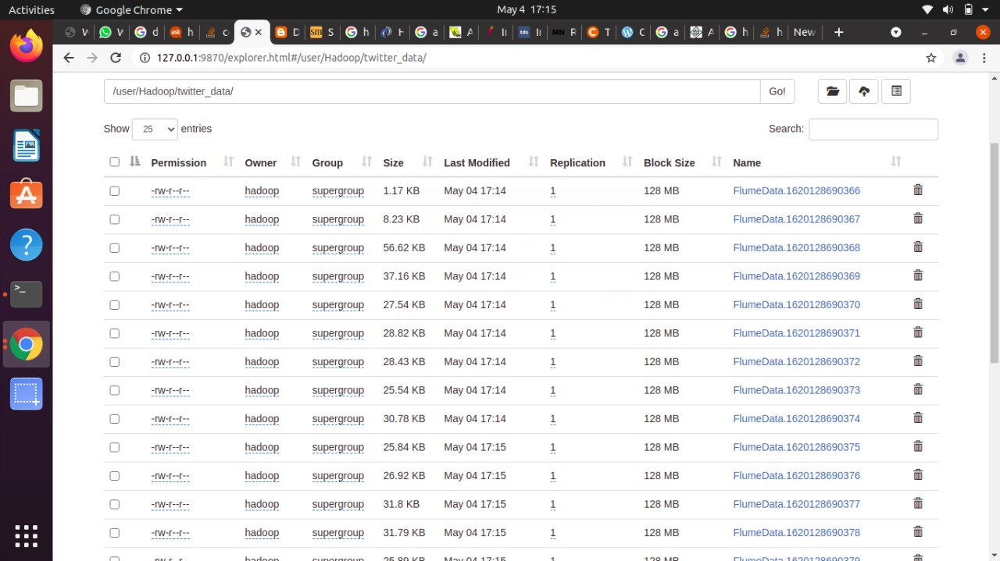 Activities Google Chrome May 4 17:15
W W G d h c D S G h H G a A In In R T C G a A G h h New
127.0.0.1:9870/explorer.html#/user/Hadoop/twitter_data/
/user/Hadoop/twitter_data/ Go!
Show 25 entries Search:
Permission Owner Group Size Last Modified Replication Block Size Name
-rw-r--r-- hadoop supergroup 1.17 KB May 04 17:14 1 128 MB FlumeData.1620128690366
-rw-r--r-- hadoop supergroup 8.23 KB May 04 17:14 1 128 MB FlumeData.1620128690367
-rw-r--r-- hadoop supergroup 56.62 KB May 04 17:14 1 128 MB FlumeData.1620128690368
-rw-r--r-- hadoop supergroup 37.16 KB May 04 17:14 1 128 MB FlumeData.1620128690369
-rw-r--r-- hadoop supergroup 27.54 KB May 04 17:14 1 128 MB FlumeData.1620128690370
-rw-r--r-- hadoop supergroup 28.82 KB May 04 17:14 1 128 MB FlumeData.1620128690371
-rw-r--r-- hadoop supergroup 28.43 KB May 04 17:14 1 128 MB FlumeData.1620128690372
-rw-r--r-- hadoop supergroup 25.54 KB May 04 17:14 1 128 MB FlumeData.1620128690373
-rw-r--r-- hadoop supergroup 30.78 KB May 04 17:14 1 128 MB FlumeData.1620128690374
-rw-r--r-- hadoop supergroup 25.84 KB May 04 17:15 1 128 MB FlumeData.1620128690375
-rw-r--r-- hadoop supergroup 26.92 KB May 04 17:15 1 128 MB FlumeData.1620128690376
-rw-r--r-- hadoop supergroup 31.8 KB May 04 17:15 1 128 MB FlumeData.1620128690377
-rw-r--r-- hadoop supergroup 31.79 KB May 04 17:15 1 128 MB FlumeData.1620128690378
-rw-r--r-- hadoop supergroup 25.89 KB May 04 17:15 1 128 MB FlumeData.1620128690379